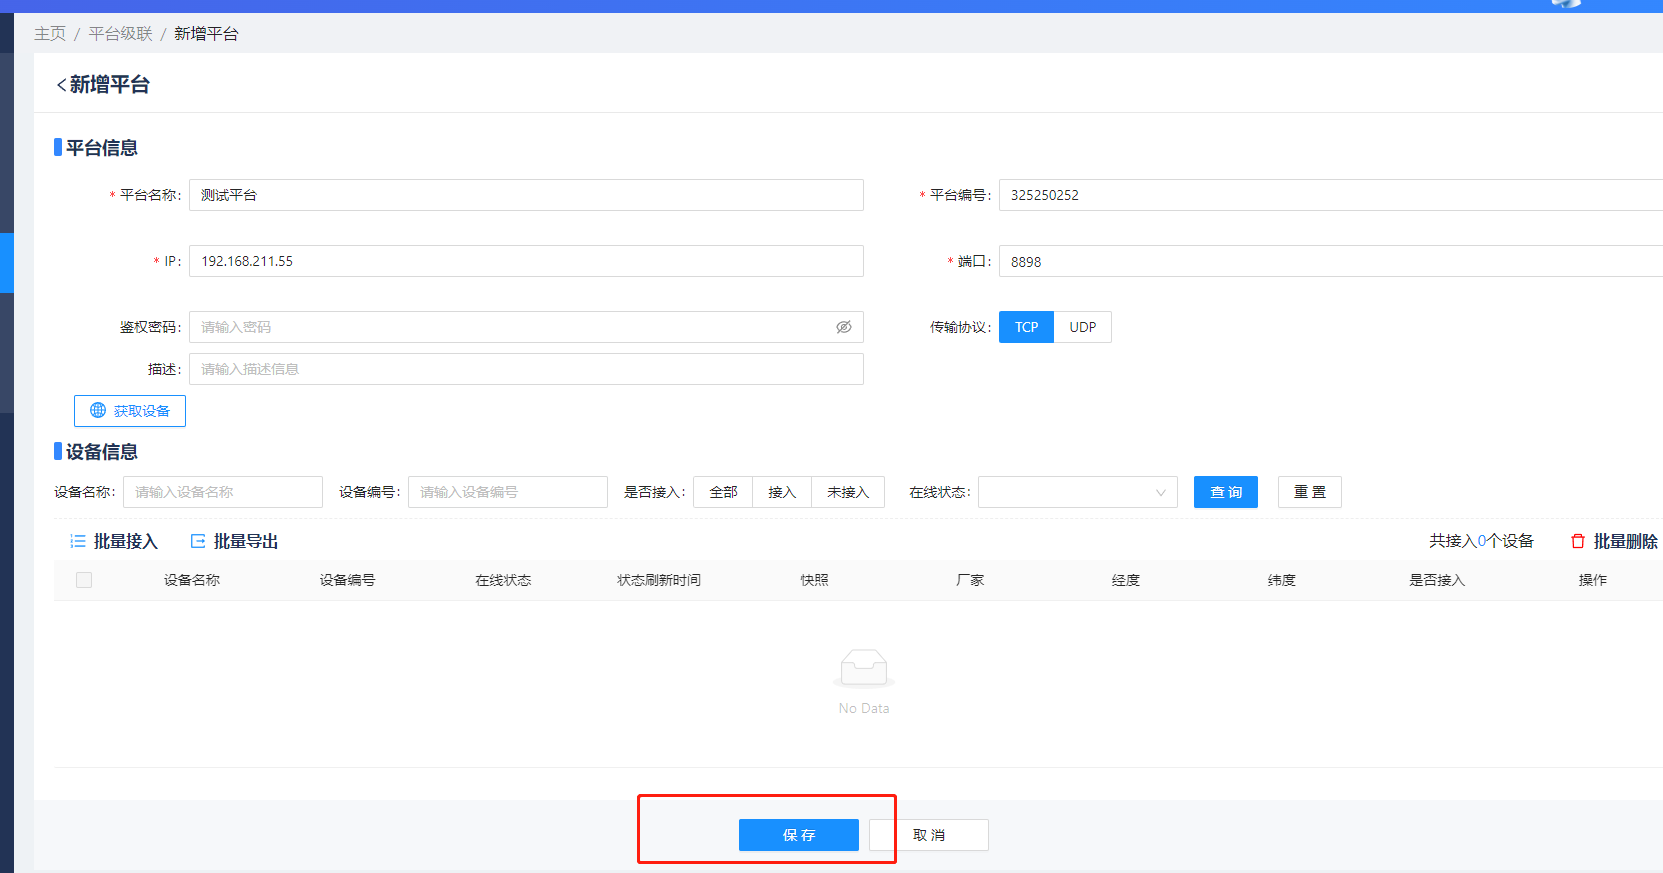 主页 / 平台级联 / 新增平台
<新增平台
平台信息
* 平台名称: 测试平台 * 平台编号: 325250252
* IP: 192.168.211.55 * 端口: 8898
鉴权密码: 请输入密码 传输协议: TCP UDP
描述: 请输入描述信息
获取设备
设备信息
设备名称: 请输入设备名称 设备编号: 请输入设备编号 是否接入: 全部 接入 未接入 在线状态: 查 询 重 置
批量接入 批量导出 共接入0个设备 批量删除
设备名称 设备编号 在线状态 状态刷新时间 快照 厂家 经度 纬度 是否接入 操作
No Data
保 存 取 消